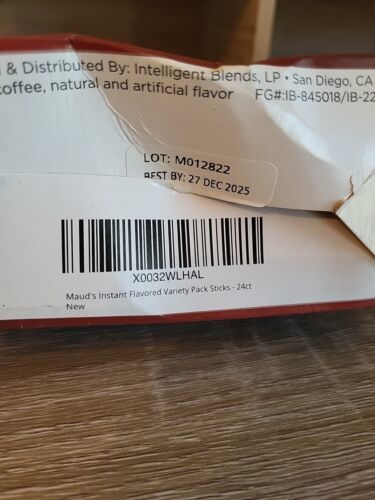 & Distributed By: Intelligent Blends, LP • San Diego, CA
coffee, natural and artificial flavor FG#:IB-845018/IB-22
LOT: M012822
BEST BY: 27 DEC 2025
X0032WLHAL
Maud's Instant Flavored Variety Pack Sticks - 24ct
New